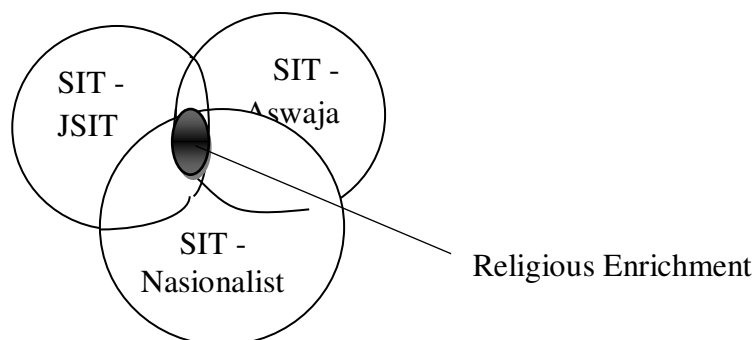 SIT -
JSIT
SIT -
Aswaja
SIT -
Nasionalist
Religious Enrichment